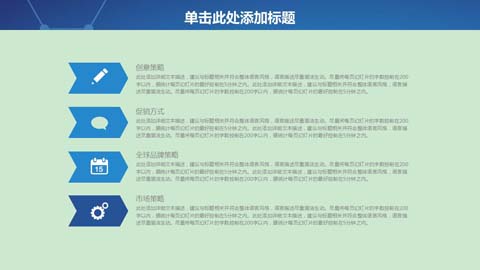 单击此处添加标题
创意策略
此处添加详细文本描述，建议与标题相关并符合整体语言风格，语言描述尽量简洁生动。尽量将每页幻灯片的字数控制在200
字以内，据统计每页幻灯片的最好控制在5分钟之内。此处添加详细文本描述，建议与标题相关并符合整体语言风格，语言描
述尽量简洁生动。尽量将每页幻灯片的字数控制在200字以内，据统计每页幻灯片的最好控制在5分钟之内。
促销方式
此处添加详细文本描述，建议与标题相关并符合整体语言风格，语言描述尽量简洁生动。尽量将每页幻灯片的字数控制在200
字以内，据统计每页幻灯片的最好控制在5分钟之内。此处添加详细文本描述，建议与标题相关并符合整体语言风格，语言描
述尽量简洁生动。尽量将每页幻灯片的字数控制在200字以内，据统计每页幻灯片的最好控制在5分钟之内。
15
全球品牌策略
此处添加详细文本描述，建议与标题相关并符合整体语言风格，语言描述尽量简洁生动。尽量将每页幻灯片的字数控制在200
字以内，据统计每页幻灯片的最好控制在5分钟之内。此处添加详细文本描述，建议与标题相关并符合整体语言风格，语言描
述尽量简洁生动。尽量将每页幻灯片的字数控制在200字以内，据统计每页幻灯片的最好控制在5分钟之内。
市场策略
此处添加详细文本描述，建议与标题相关并符合整体语言风格，语言描述尽量简洁生动。尽量将每页幻灯片的字数控制在200
字以内，据统计每页幻灯片的最好控制在5分钟之内。此处添加详细文本描述，建议与标题相关并符合整体语言风格，语言描
述尽量简洁生动。尽量将每页幻灯片的字数控制在200字以内，据统计每页幻灯片的最好控制在5分钟之内。